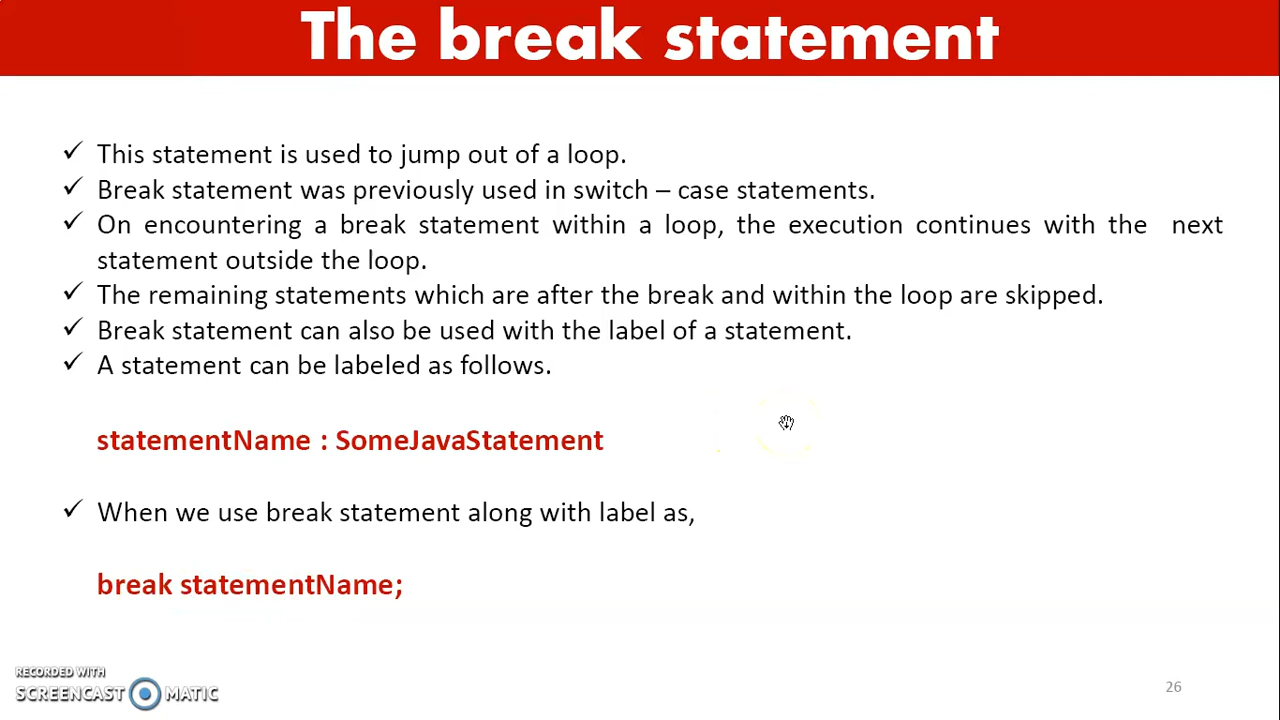 The break statement
✓ This statement is used to jump out of a loop.
✓ Break statement was previously used in switch – case statements.
✓ On encountering a break statement within a loop, the execution continues with the next
statement outside the loop.
✓ The remaining statements which are after the break and within the loop are skipped.
✓ Break statement can also be used with the label of a statement.
✓ A statement can be labeled as follows.
statementName : SomeJavaStatement
✓ When we use break statement along with label as,
break statementName;
RECORDED WITH
SCREENCAST MATIC
26